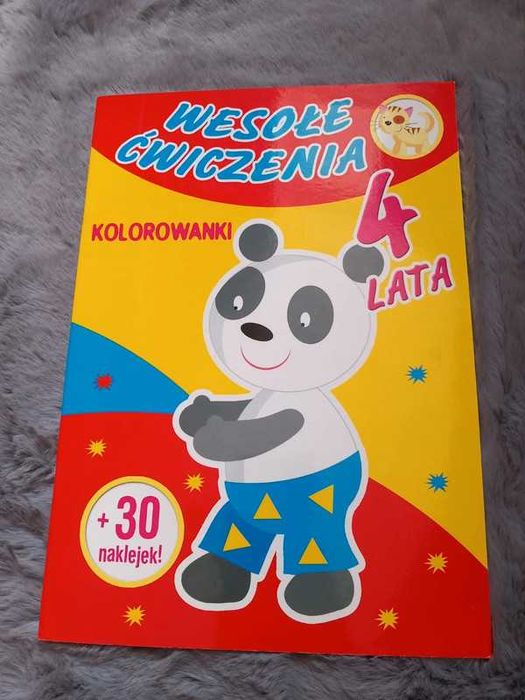 WESOŁE
ĆWICZENIA
KOLOROWANKI
4
LATA
+ 30
naklejek!